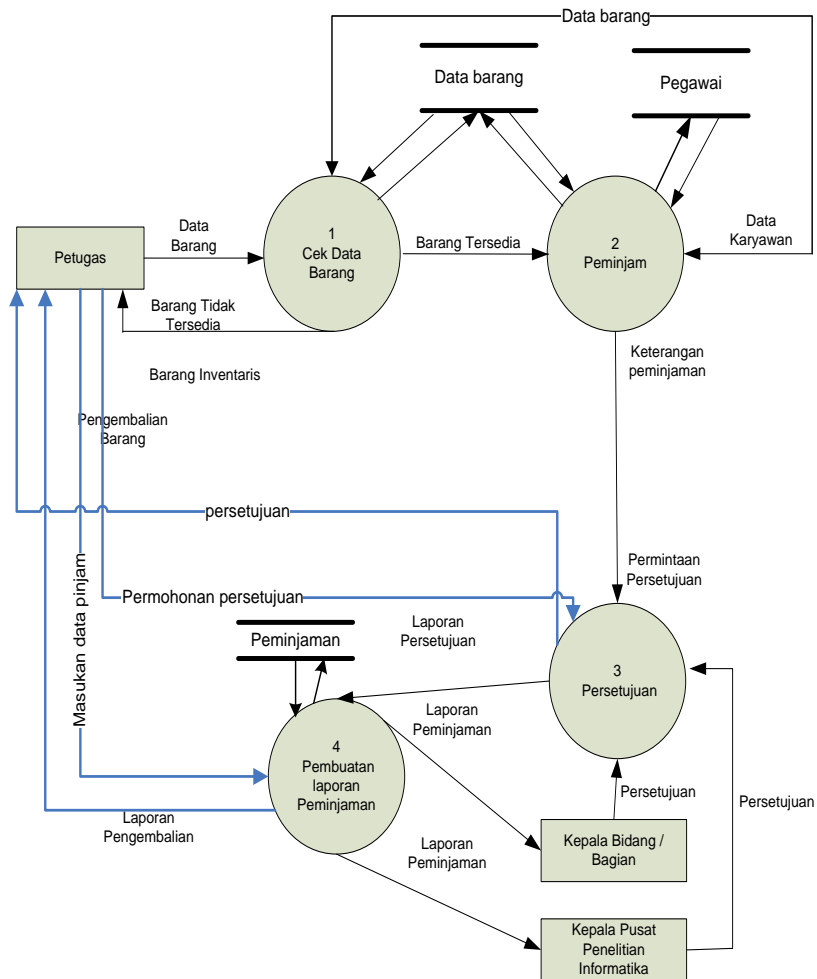 Data barang
Data barang
Pegawai
1
Cek Data
Barang
2
Peminjam
Data
Barang
Barang Tersedia
Data
Karyawan
Petugas
Barang Tidak
Tersedia
Keterangan
peminjaman
Barang Inventaris
Pengembalian
Barang
persetujuan
Masukan data pinjam
Permintaan
Persetujuan
Permohonan persetujuan
Laporan
Persetujuan
Peminjaman
3
Persetujuan
Laporan
Peminjaman
4
Pembuatan
laporan
Peminjaman
Persetujuan
Persetujuan
Laporan
Pengembalian
Laporan
Peminjaman
Kepala Bidang /
Bagian
Kepala Pusat
Penelitian
Informatika